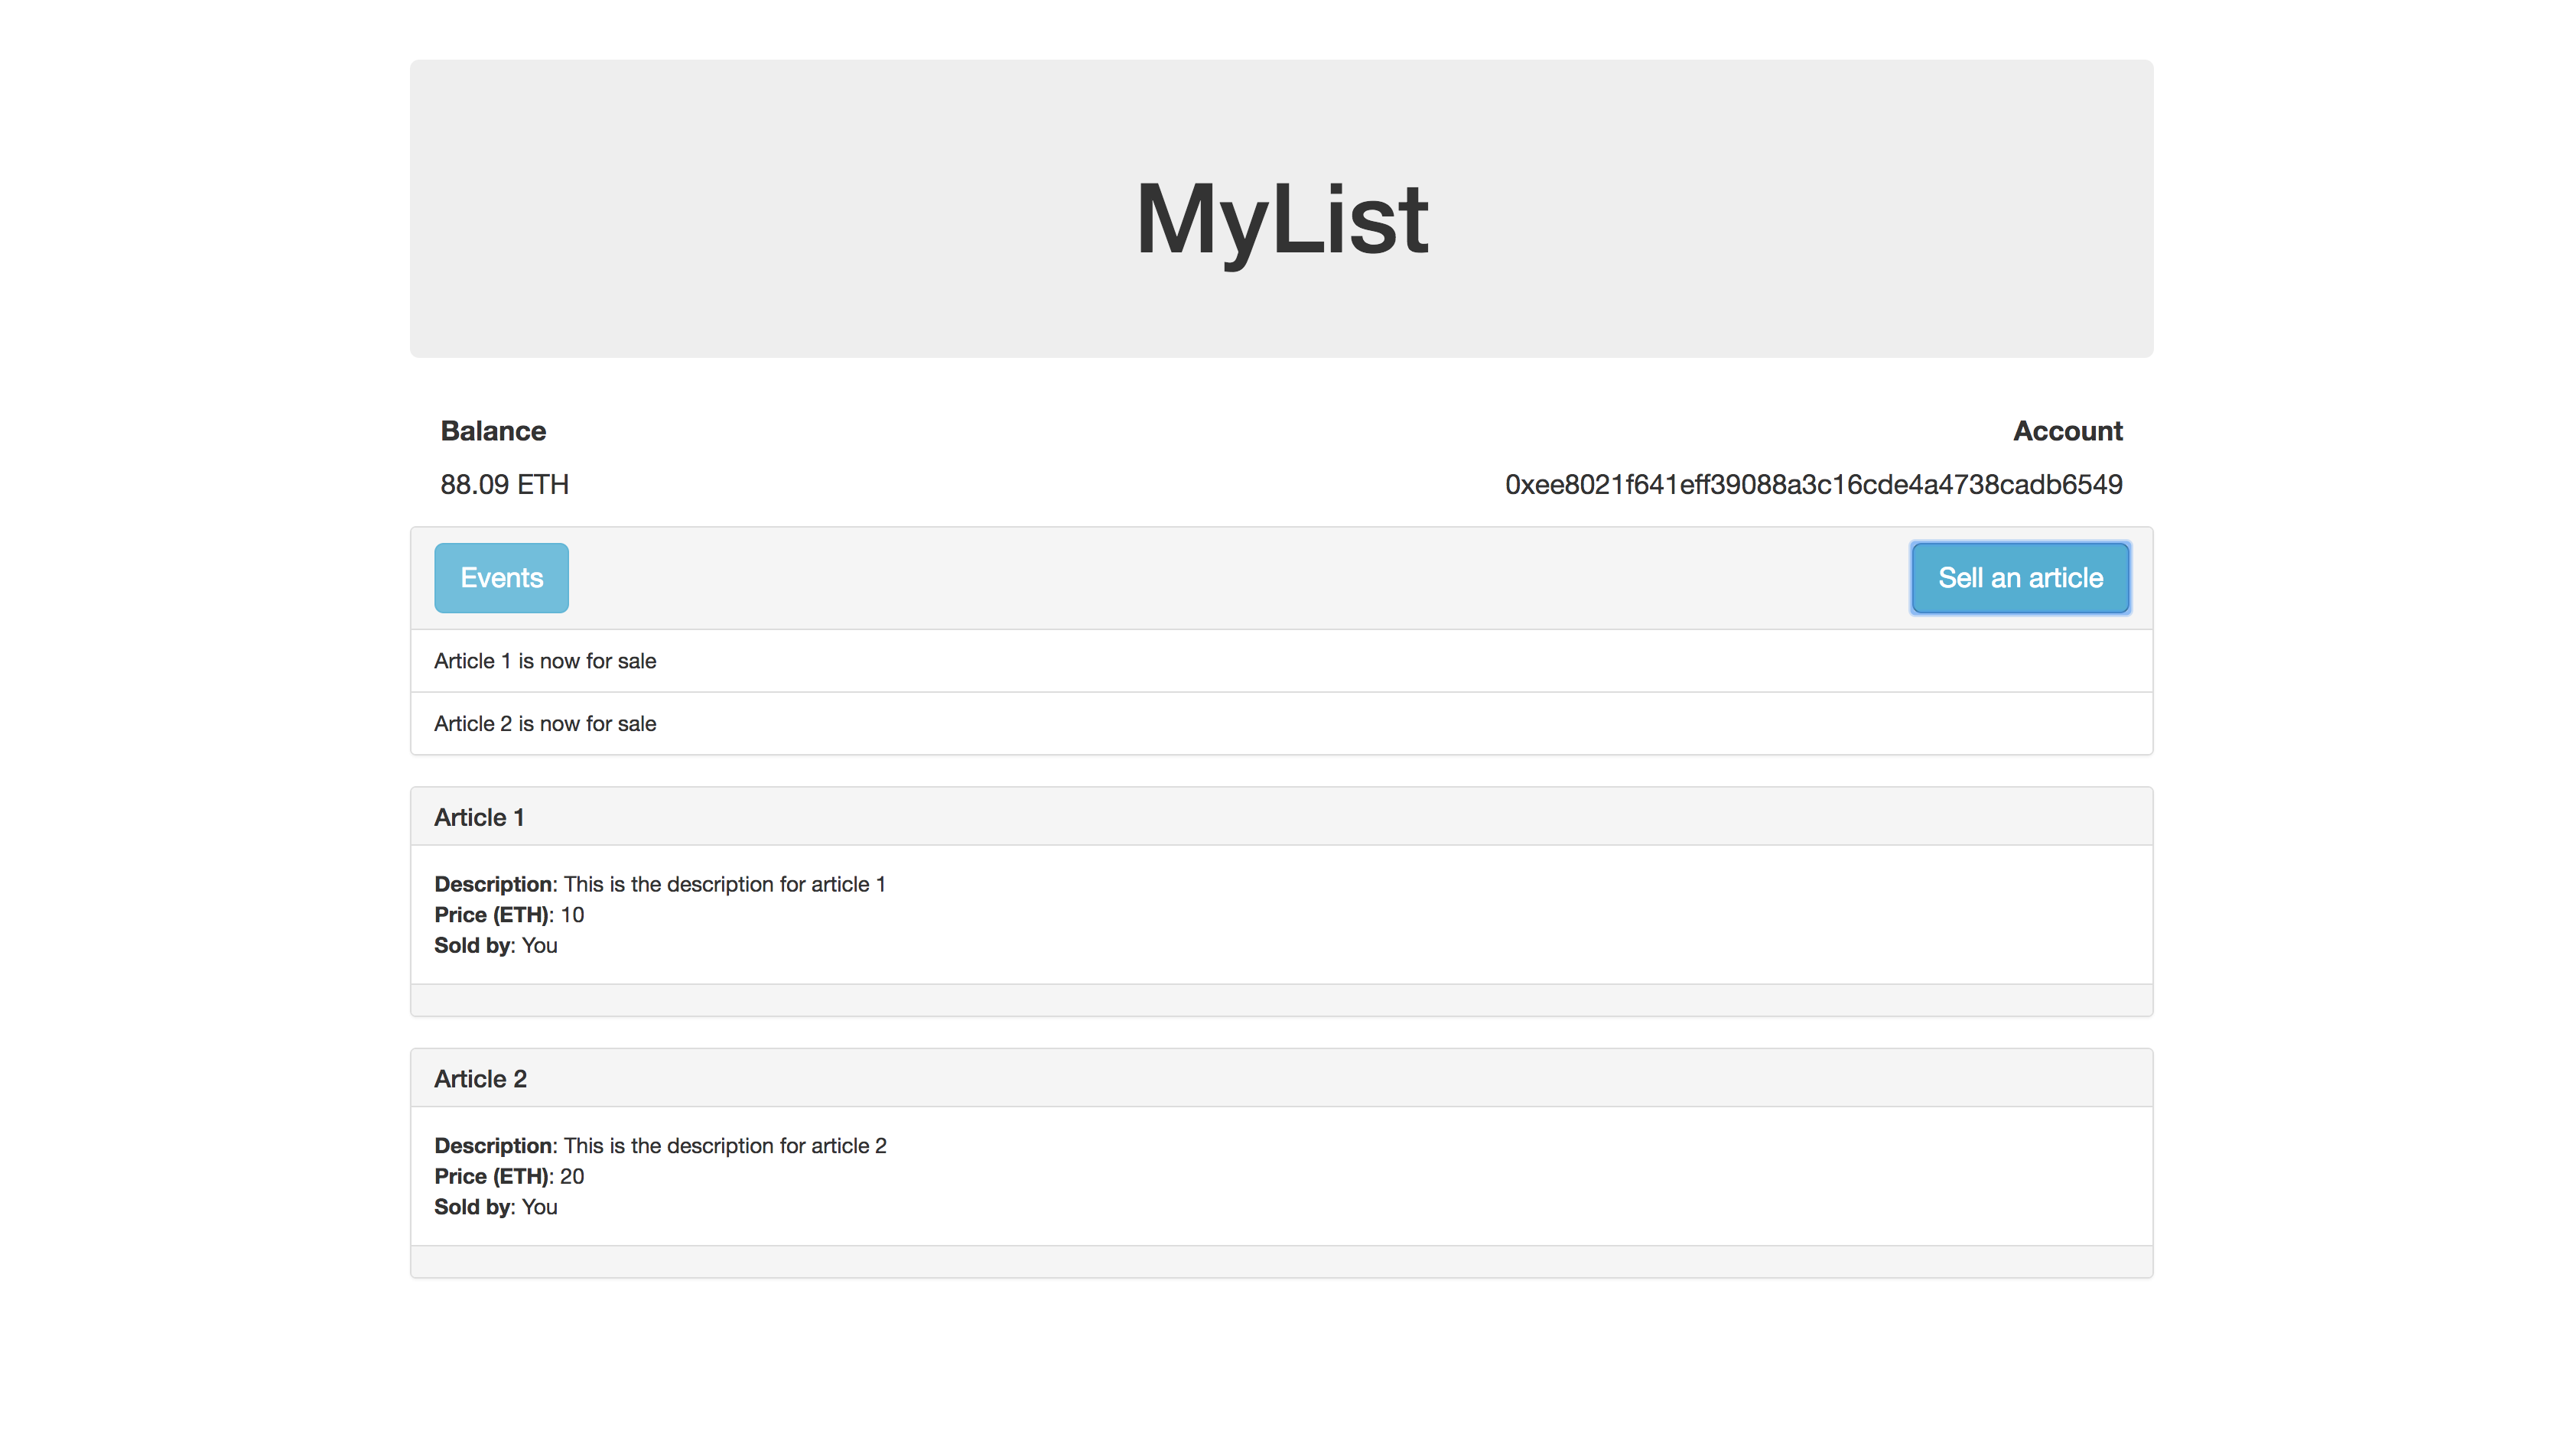 MyList
Balance
Account
88.09 ETH
0xee8021f641eff39088a3c16cde4a4738cadb6549
Events
Sell an article
Article 1 is now for sale
Article 2 is now for sale
Article 1
Description: This is the description for article 1
Price (ETH): 10
Sold by: You
Article 2
Description: This is the description for article 2
Price (ETH): 20
Sold by: You